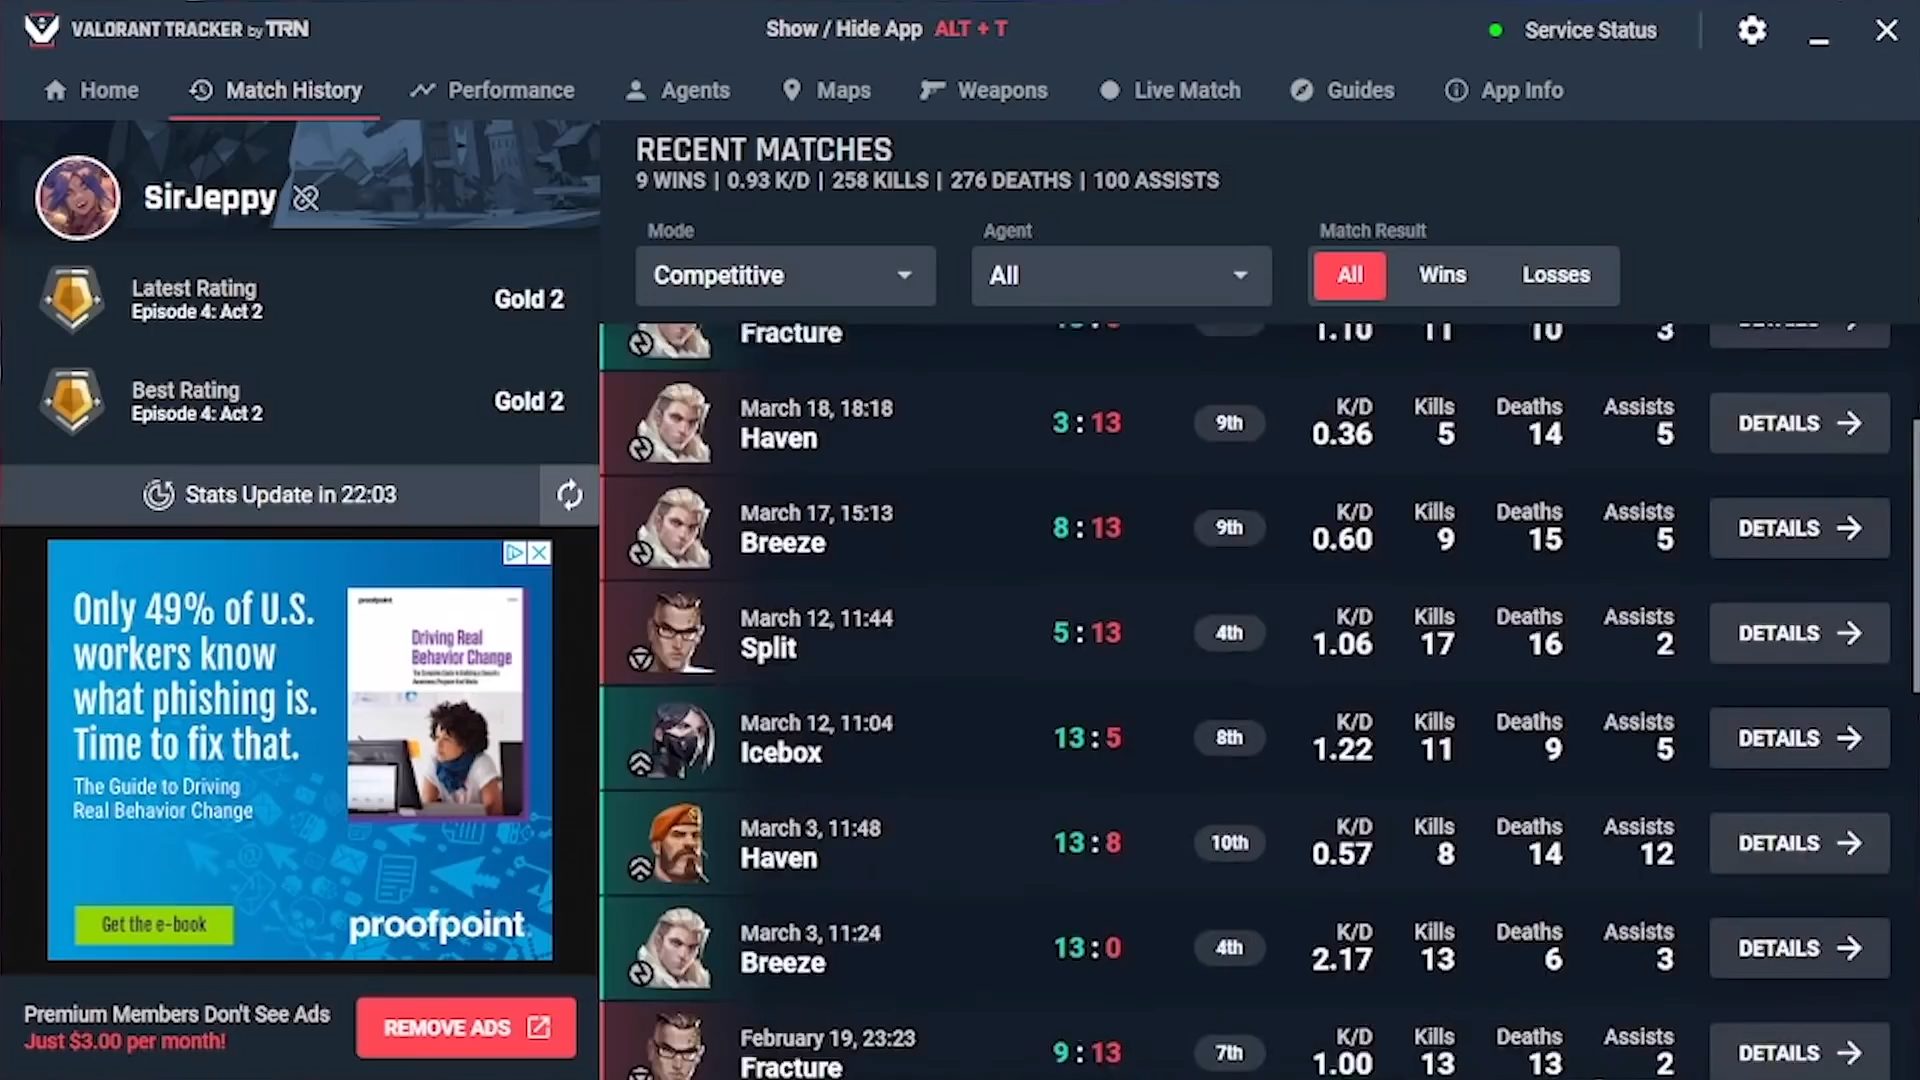 VALORANT TRACKER by TRN
Show / Hide App ALT + T
Service Status
Home
Match History
Performance
Agents
Maps
Weapons
Live Match
Guides
App Info
SirJeppy
Latest Rating
Episode 4: Act 2
Gold 2
Best Rating
Episode 4: Act 2
Gold 2
Stats Update in 22:03
Only 49% of U.S.
workers know
what phishing is.
Time to fix that.
The Guide to Driving
Real Behavior Change
Get the e-book
proofpoint
Driving Real
Behavior Change
proofpoint
Premium Members Don't See Ads
Just $3.00 per month!
REMOVE ADS
RECENT MATCHES
9 WINS | 0.93 K/D | 258 KILLS | 276 DEATHS | 100 ASSISTS
Mode
Competitive
Agent
All
Match Result
All Wins Losses
Fracture 1.10 11 10 3
March 18, 18:18
Haven
3 : 13
9th
K/D Kills Deaths Assists
0.36 5 14 5
DETAILS
March 17, 15:13
Breeze
8 : 13
9th
K/D Kills Deaths Assists
0.60 9 15 5
DETAILS
March 12, 11:44
Split
5 : 13
4th
K/D Kills Deaths Assists
1.06 17 16 2
DETAILS
March 12, 11:04
Icebox
13 : 5
8th
K/D Kills Deaths Assists
1.22 11 9 5
DETAILS
March 3, 11:48
Haven
13 : 8
10th
K/D Kills Deaths Assists
0.57 8 14 12
DETAILS
March 3, 11:24
Breeze
13 : 0
4th
K/D Kills Deaths Assists
2.17 13 6 3
DETAILS
February 19, 23:23
Fracture
9 : 13
7th
K/D Kills Deaths Assists
1.00 13 13 2
DETAILS